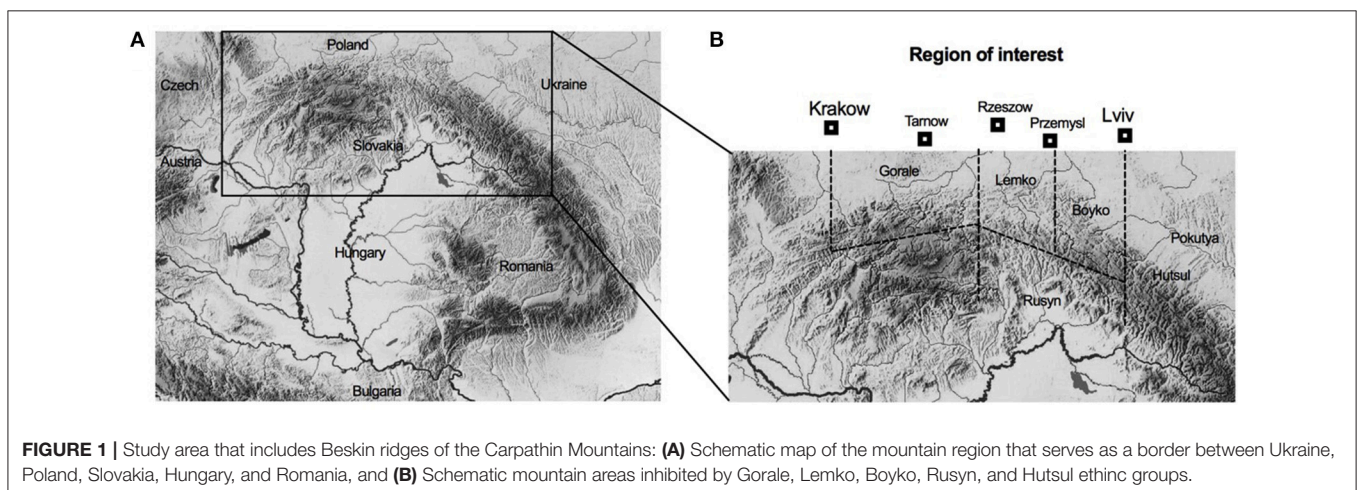 A
Poland
Czech
Ukraine
Slovakia
Austria
Hungary
Romania
Bulgaria
B
Region of interest
Krakow
Tarnow
Rzeszow
Przemysl
Lviv
Gorale
Lemko
Boyko
Pokutya
Hutsul
Rusyn
FIGURE 1 | Study area that includes Beskin ridges of the Carpathin Mountains: (A) Schematic map of the mountain region that serves as a border between Ukraine,
Poland, Slovakia, Hungary, and Romania, and (B) Schematic mountain areas inhibited by Gorale, Lemko, Boyko, Rusyn, and Hutsul ethinc groups.